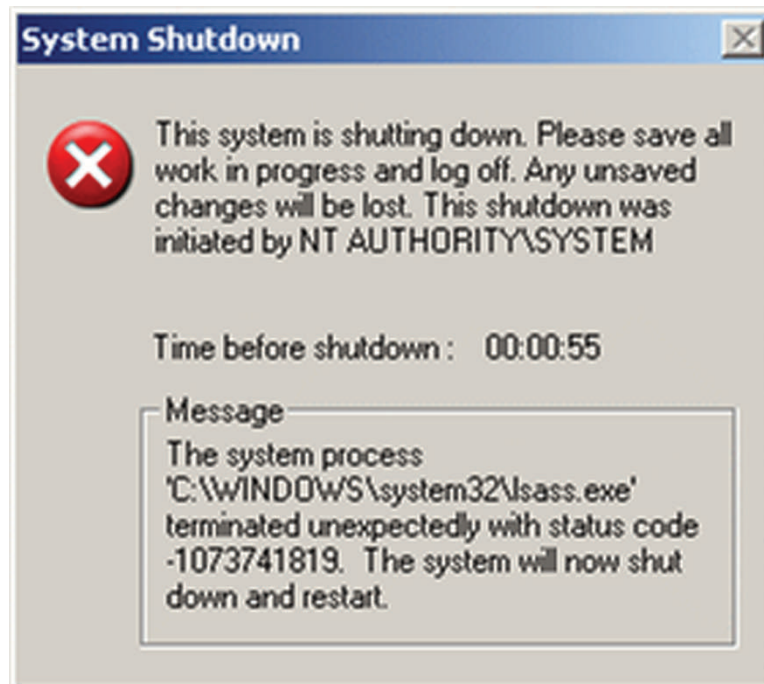 System Shutdown
This system is shutting down. Please save all
work in progress and log off. Any unsaved
changes will be lost. This shutdown was
initiated by NT AUTHORITY\SYSTEM
Time before shutdown : 00:00:55
Message
The system process
'C:\WINDOWS\system32\lsass.exe'
terminated unexpectedly with status code
-1073741819. The system will now shut
down and restart.